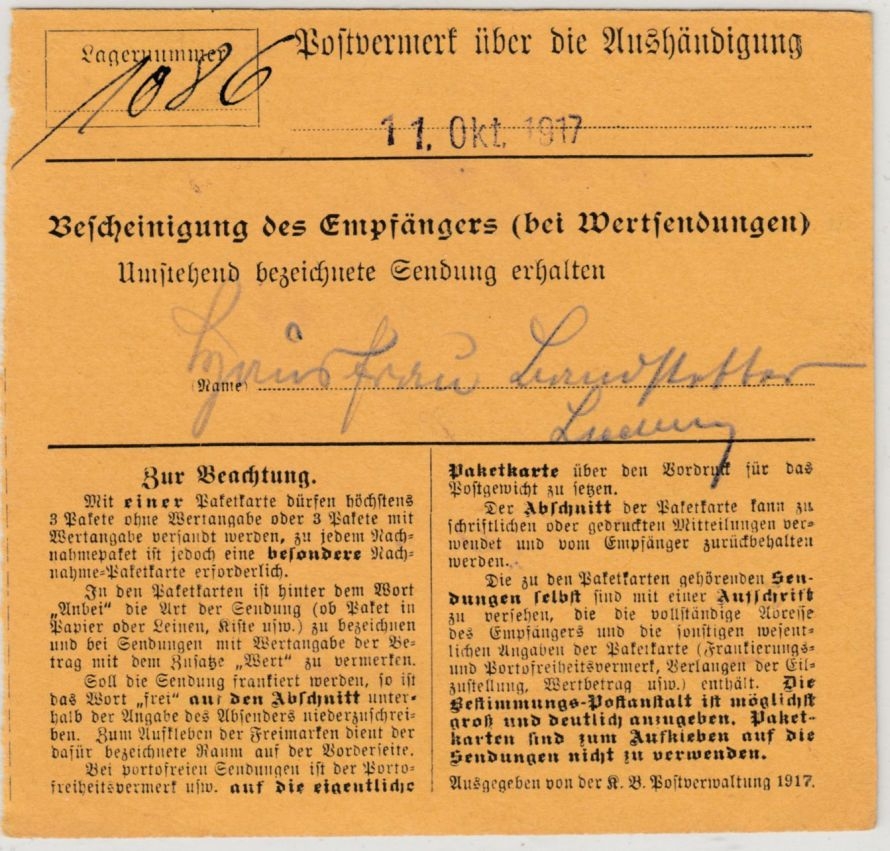 Lagernummer
1086
Postvermerk über die Aushändigung
11. Okt. 1917
Bescheinigung des Empfängers (bei Wertsendungen)
Umstehend bezeichnete Sendung erhalten
(Name) Hausfrau Bandstetter
Zur Beachtung.
Mit einer Paketkarte dürfen höchstens
3 Pakete ohne Wertangabe oder 3 Pakete mit
Wertangabe versandt werden, zu jedem Nach-
nahmepaket ist jedoch eine besondere Nach-
nahme-Paketkarte erforderlich.
In den Paketkarten ist hinter dem Wort
„Anbei" die Art der Sendung (ob Paket in
Papier oder Leinen, Kiste usw.) zu bezeichnen
und bei Sendungen mit Wertangabe der Be-
trag mit dem Zusatze „Wert" zu vermerken.
Soll die Sendung frankiert werden, so ist
das Wort „frei" auf den Abschnitt unter-
halb der Angabe des Absenders niederzuschrei-
ben. Zum Aufkleben der Freimarken dient der
dafür bezeichnete Raum auf der Vorderseite.
Bei portofreien Sendungen ist der Porto-
freiheitsvermerk usw. auf die eigentliche
Paketkarte über den Vordruck für das
Postgewicht zu setzen.
Der Abschnitt der Paketkarte kann zu
schriftlichen oder gedruckten Mitteilungen ver-
wendet und vom Empfänger zurückbehalten
werden.
Die zu den Paketkarten gehörenden Sen-
dungen selbst sind mit einer Aufschrift
zu versehen, die die vollständige Adresse
des Empfängers und die sonstigen wesent-
lichen Angaben der Paketkarte (Frankierungs-
und Portofreiheitsvermerk, Verlangen der Eil-
zustellung, Wertbetrag usw.) enthält. Die
Bestimmungs-Postanstalt ist möglichst
groß und deutlich anzugeben. Paket-
karten sind zum Aufkleben auf die
Sendungen nicht zu verwenden.
Ausgegeben von der K. B. Postverwaltung 1917.